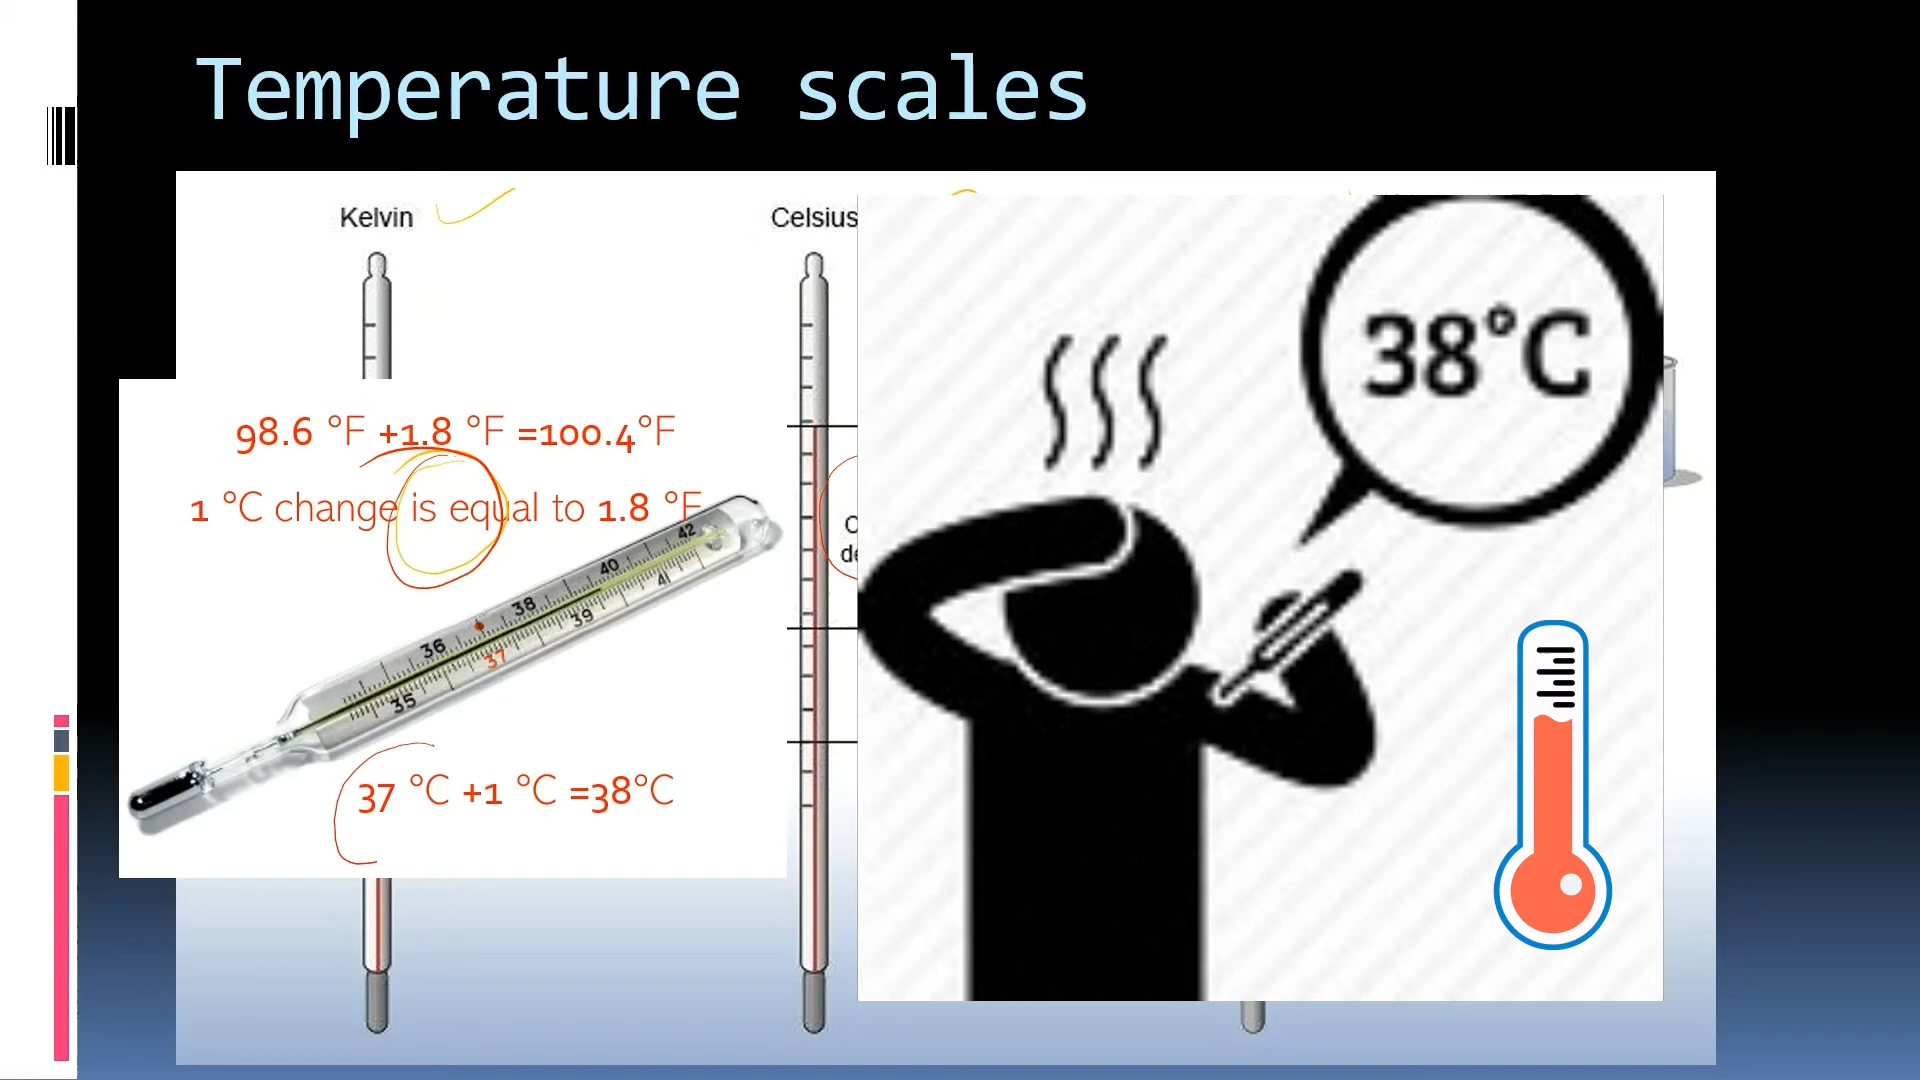 Temperature scales
Kelvin
Celsius
38°C
98.6 °F +1.8 °F =100.4°F
1 °C change is equal to 1.8 °F
42
40
41
38
39
36
37
35
37 °C +1 °C =38°C